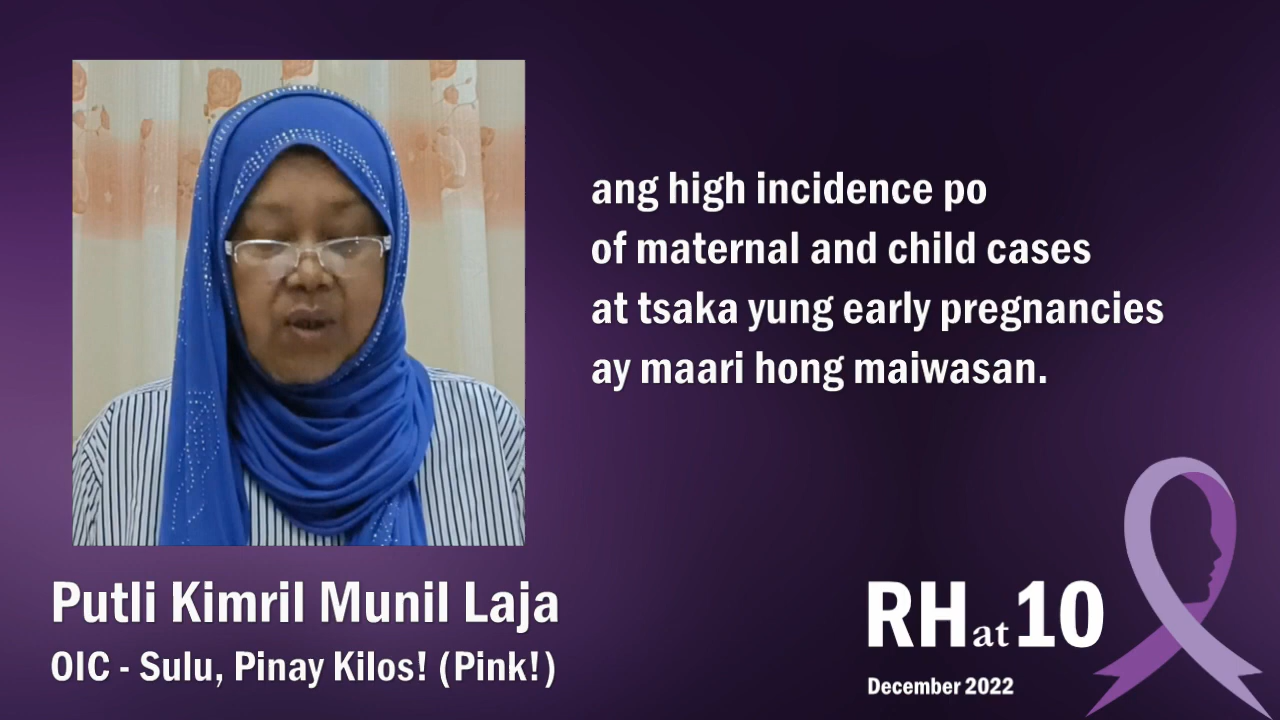 ang high incidence po
of maternal and child cases
at tsaka yung early pregnancies
ay maari hong maiwasan.
Putli Kimril Munil Laja
OIC - Sulu, Pinay Kilos! (Pink!)
RH at 10
December 2022